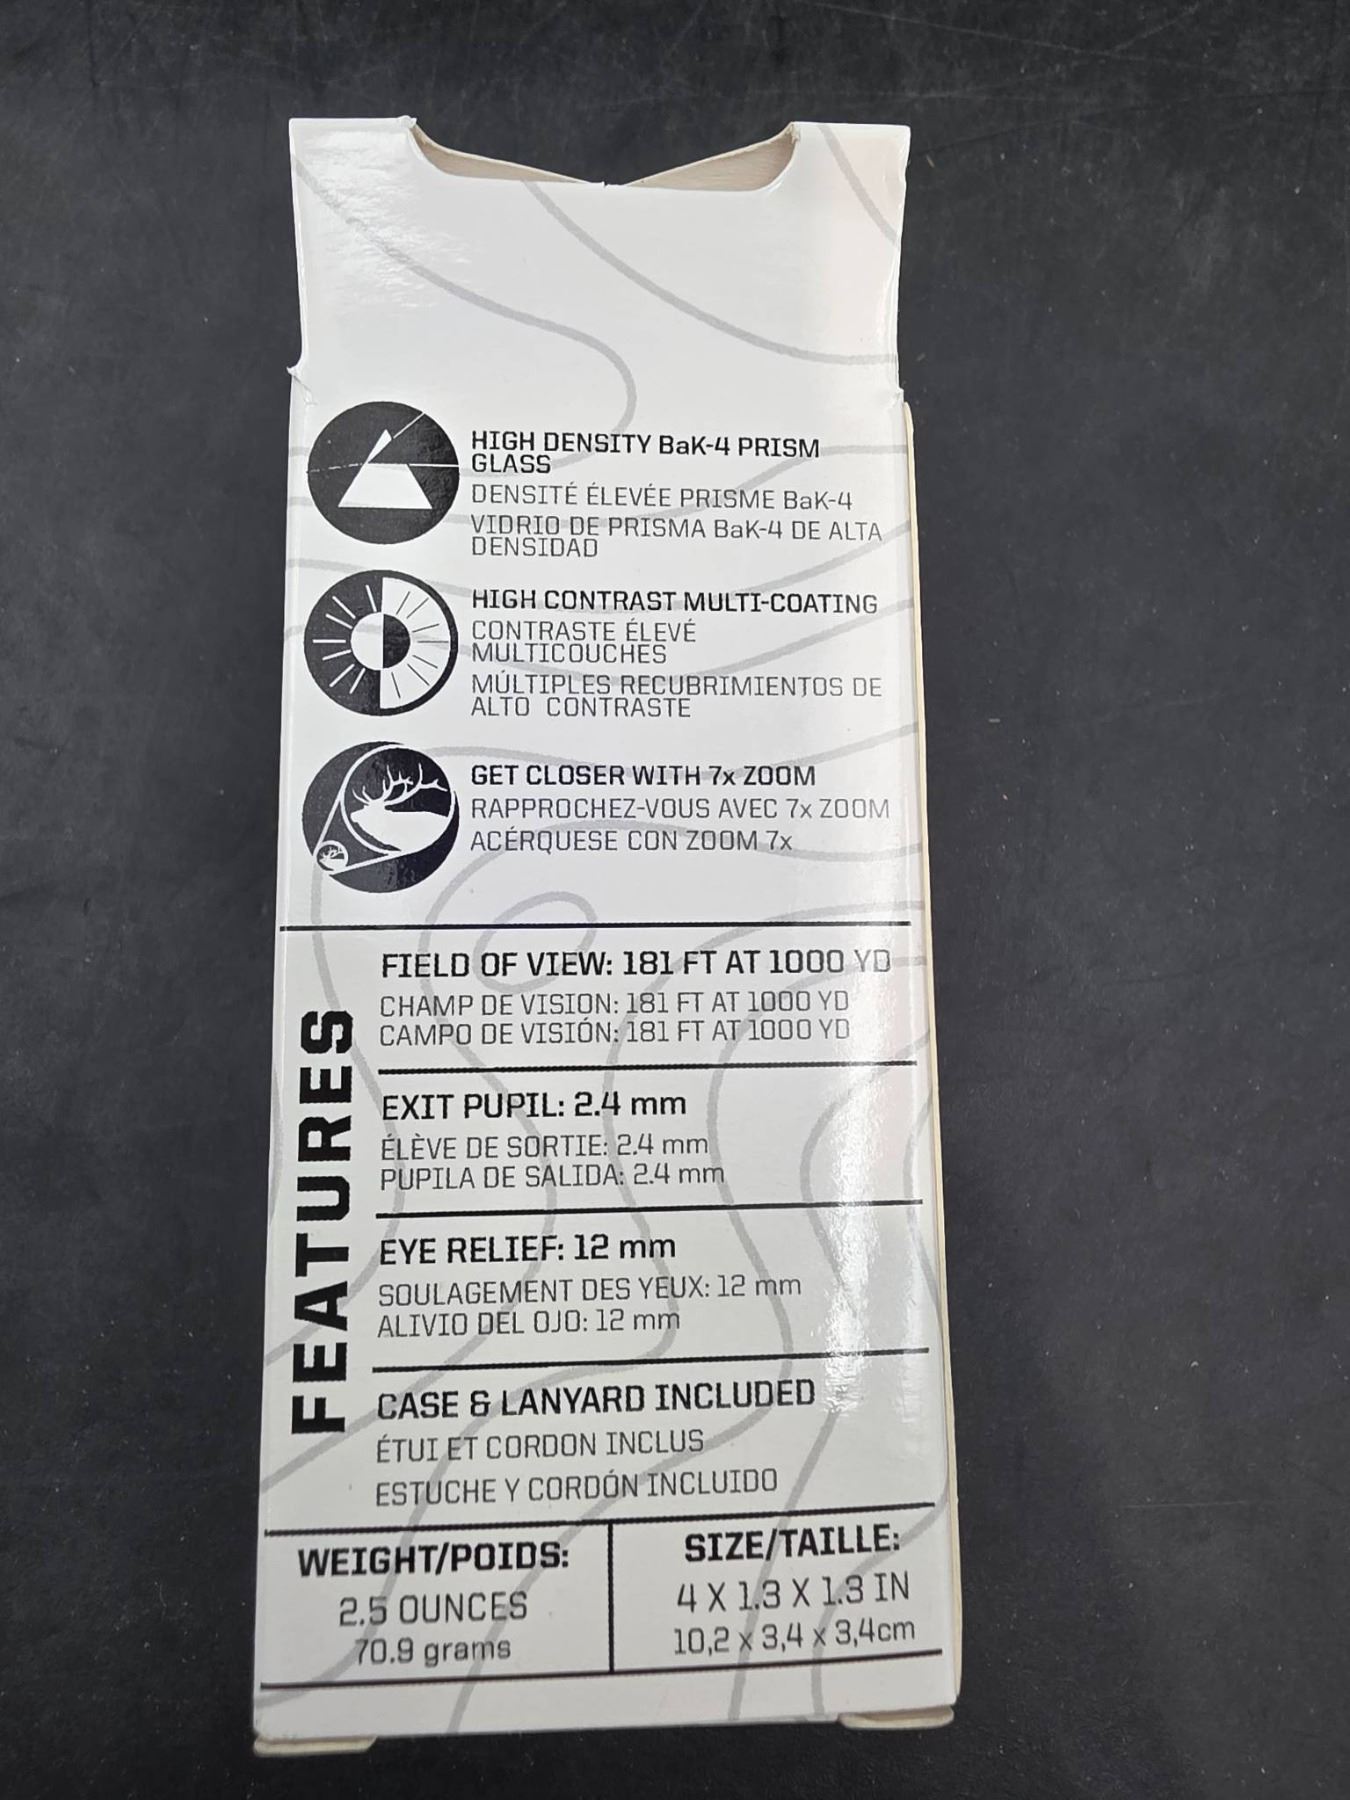 HIGH DENSITY BaK-4 PRISM
GLASS
DENSITÉ ÉLEVÉE PRISME BaK-4
VIDRIO DE PRISMA BaK-4 DE ALTA
DENSIDAD
HIGH CONTRAST MULTI-COATING
CONTRASTE ÉLEVÉ
MULTICOUCHES
MÚLTIPLES RECUBRIMIENTOS DE
ALTO CONTRASTE
GET CLOSER WITH 7x ZOOM
RAPPROCHEZ-VOUS AVEC 7x ZOOM
ACÉRQUESE CON ZOOM 7x
FEATURES
FIELD OF VIEW: 181 FT AT 1000 YD
CHAMP DE VISION: 181 FT AT 1000 YD
CAMPO DE VISIÓN: 181 FT AT 1000 YD
EXIT PUPIL: 2.4 mm
ÉLÈVE DE SORTIE: 2.4 mm
PUPILA DE SALIDA: 2.4 mm
EYE RELIEF: 12 mm
SOULAGEMENT DES YEUX: 12 mm
ALIVIO DEL OJO: 12 mm
CASE & LANYARD INCLUDED
ÉTUI ET CORDON INCLUS
ESTUCHE Y CORDÓN INCLUIDO
WEIGHT/POIDS:
2.5 OUNCES
70.9 grams
SIZE/TAILLE:
4 X 1.3 X 1.3 IN
10,2 x 3,4 x 3,4cm